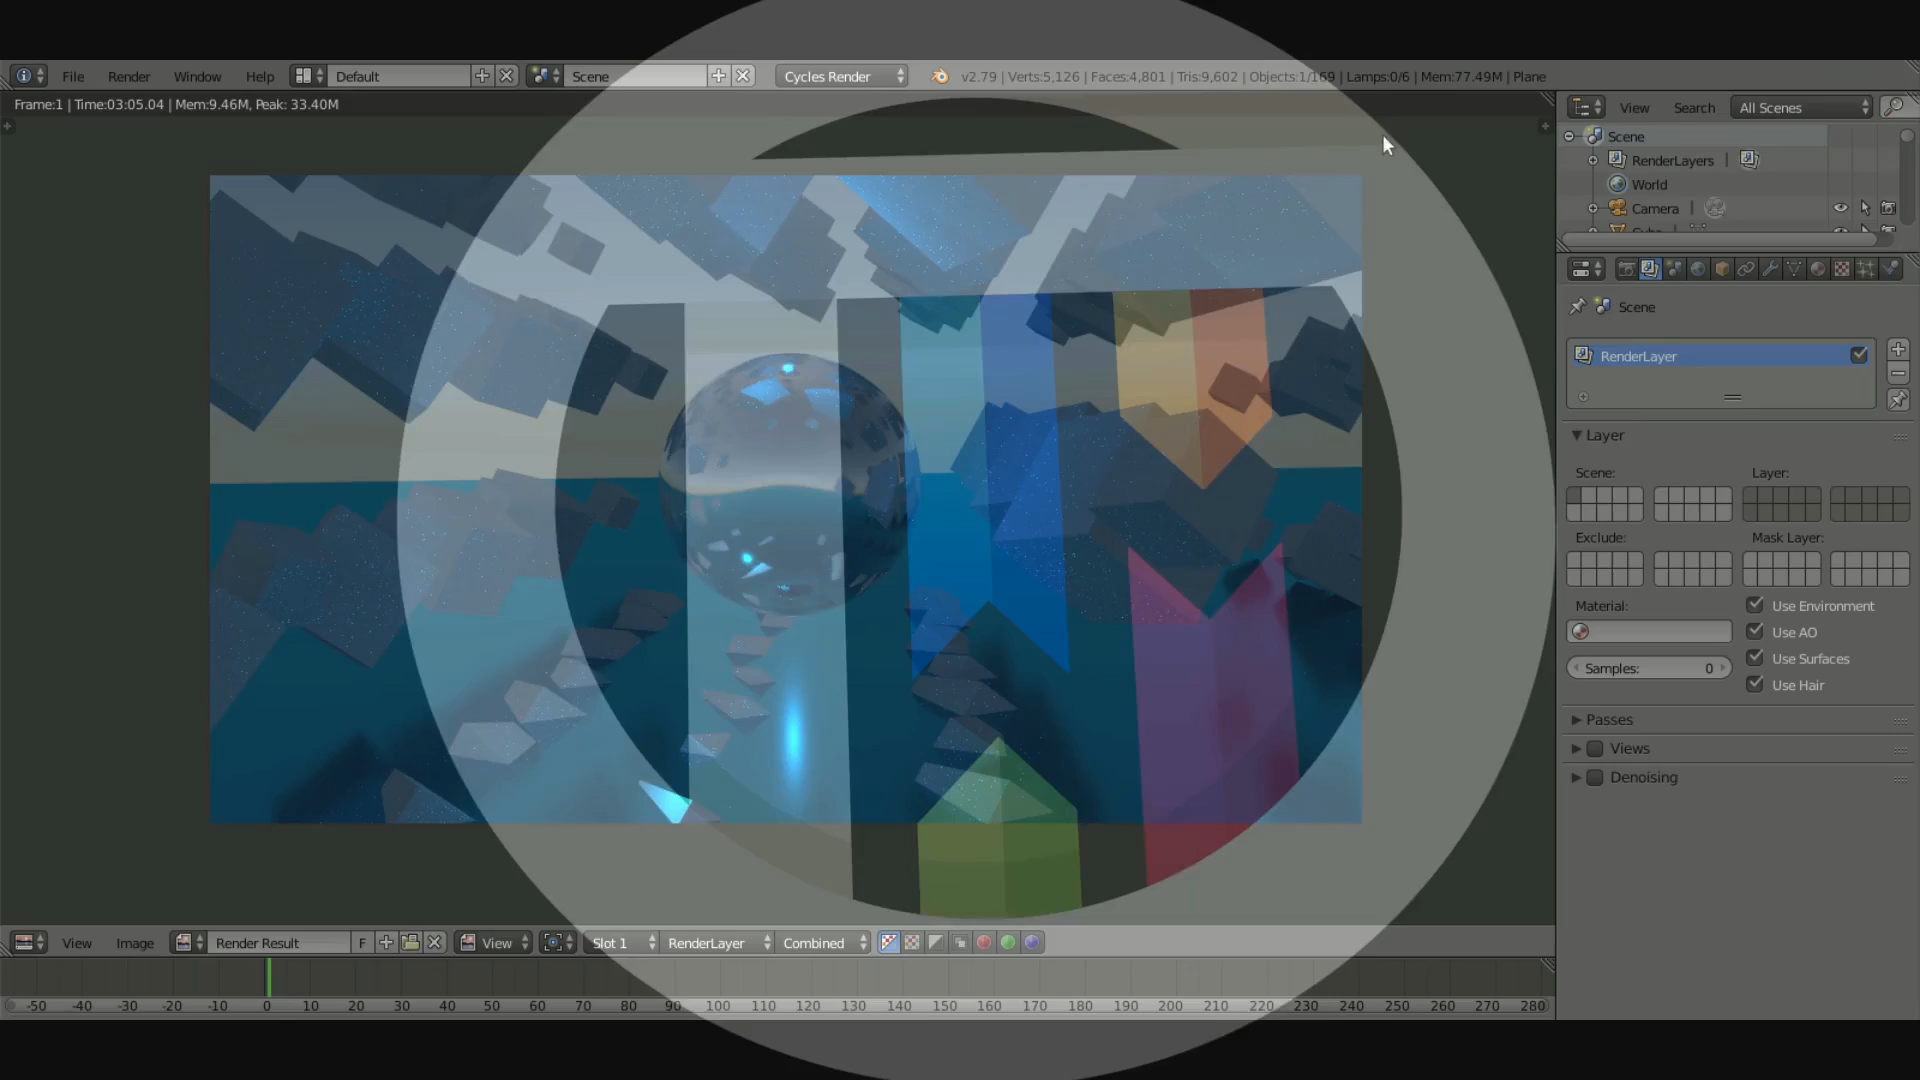 File Render Window Help Default Scene Cycles Render v2.79 | Verts:5,126 | Faces:4,801 | Tris:9,602 | Objects:1/169 | Lamps:0/6 | Mem:77.49M | Plane
Frame:1 | Time:03:05.04 | Mem:9.46M, Peak: 33.40M
View Search All Scenes
Scene
RenderLayers |
World
Camera |
Scene
RenderLayer
Layer
Scene: Layer:
Exclude: Mask Layer:
Material: Use Environment
Use AO
Samples: 0 Use Surfaces
Use Hair
Passes
Views
Denoising
View Image Render Result F View Slot 1 RenderLayer Combined
-50 -40 -30 -20 -10 0 10 20 30 40 50 60 70 80 90 100 110 120 130 140 150 160 170 180 190 200 210 220 230 240 250 260 270 280